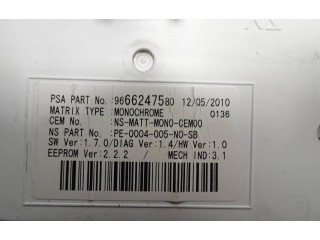 PSA PART No.:9666247580 12/05/2010
MATRIX TYPE :MONOCHROME 0136
CEM No. :NS-MATT-MONO-CEM00
NS PART No. :PE-0004-005-NO-SB
SW Ver:1.7.0/DIAG Ver:1.4/HW Ver:1.0
EEPROM Ver:2.2.2 / MECH IND:3.1